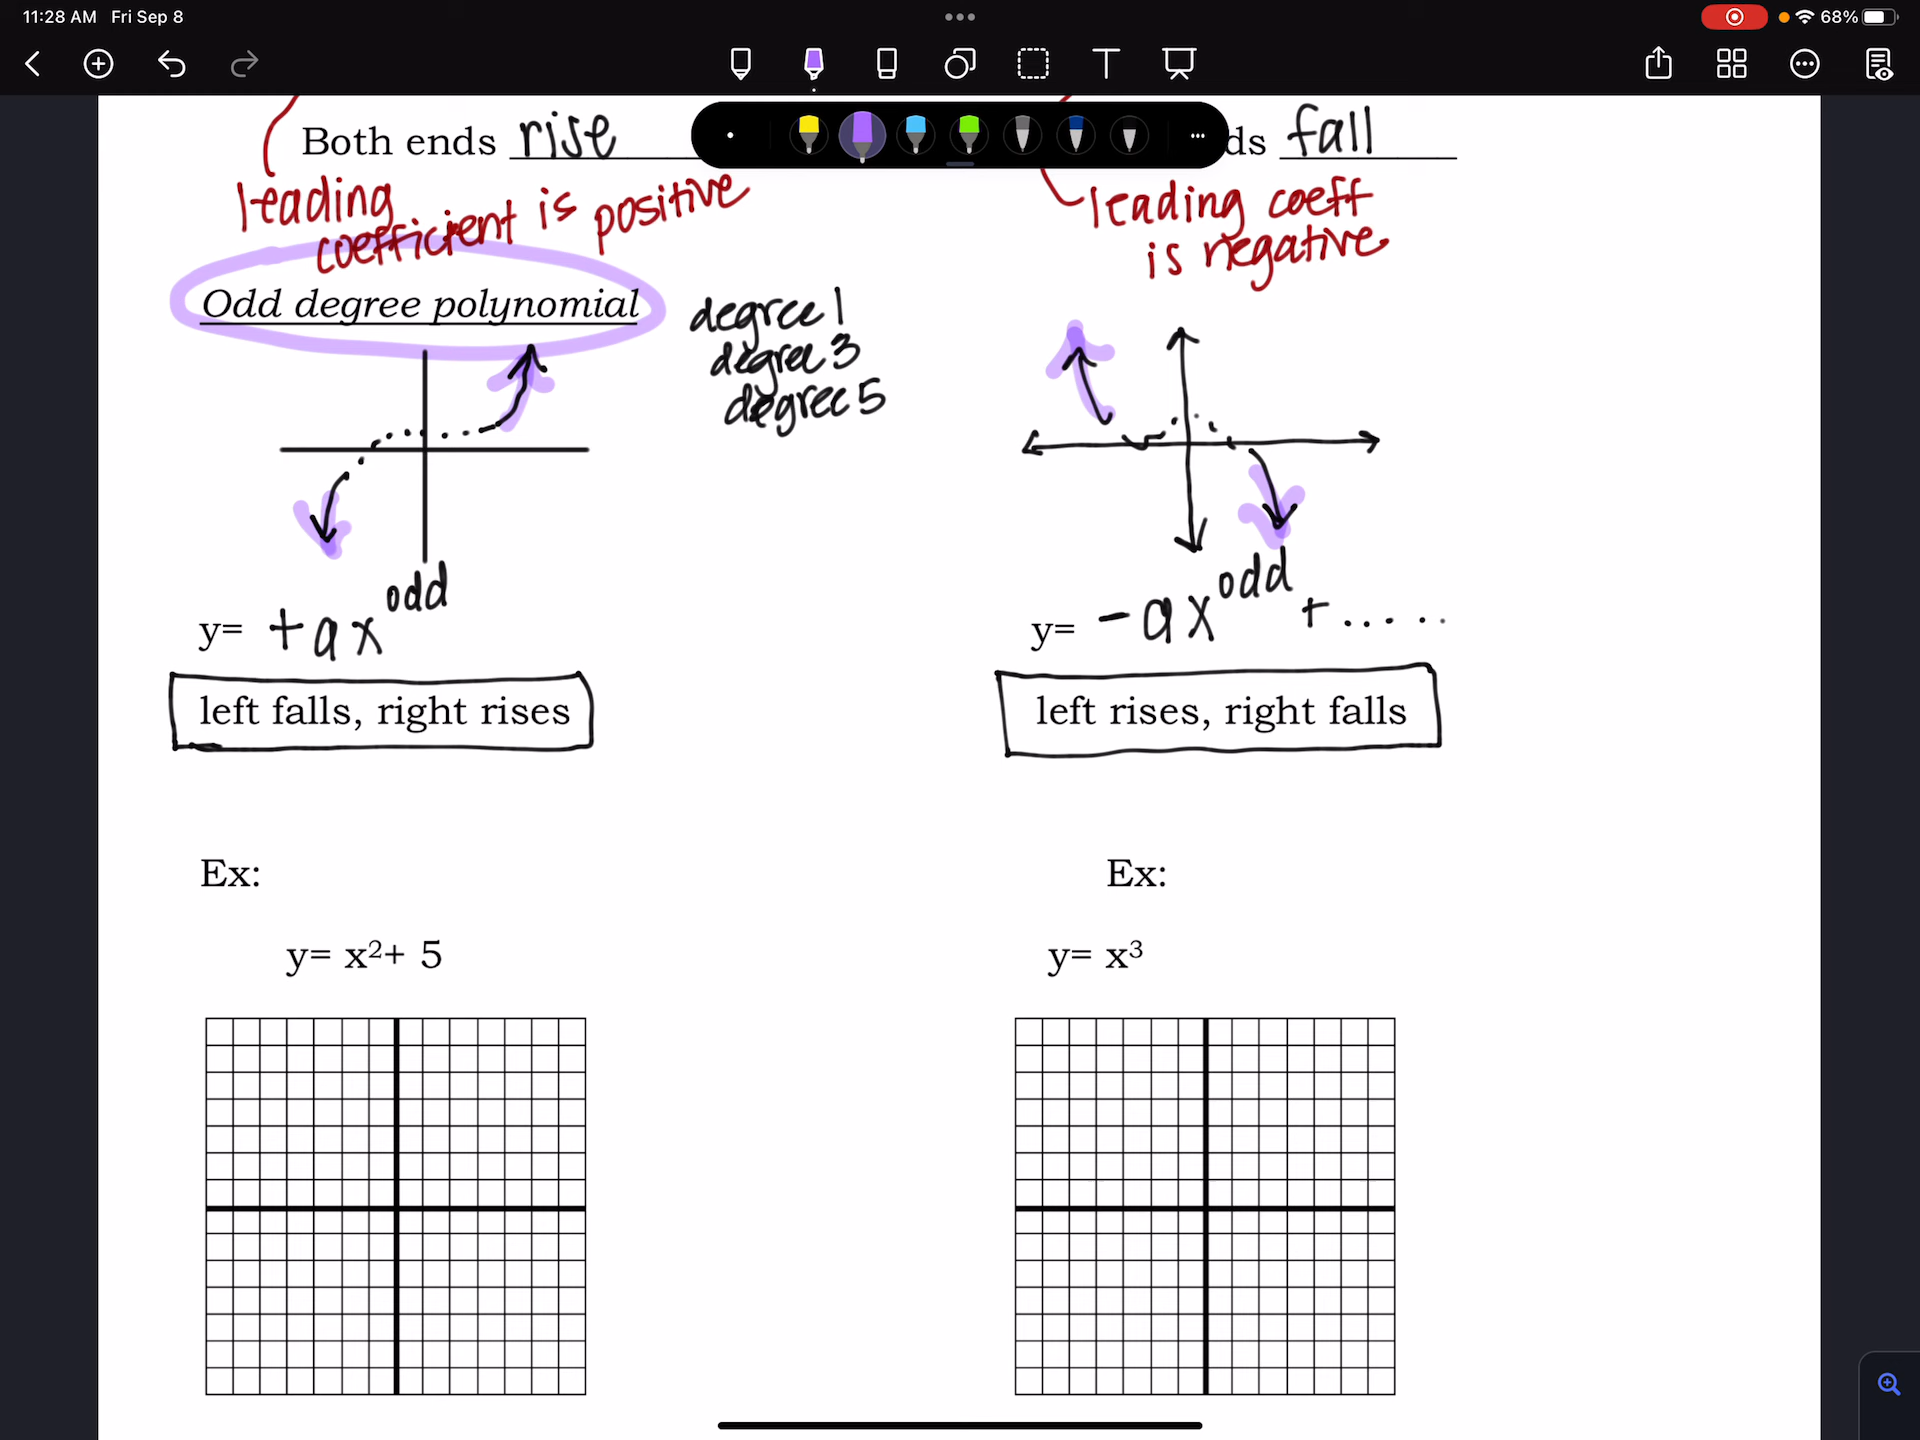 11:28 AM Fri Sep 8
68%
Both ends rise
ds fall
leading
coefficient is positive
leading coeff
is negative
Odd degree polynomial
degree 1
degree 3
degree 5
y= +ax^odd
y= -ax^odd + .....
left falls, right rises
left rises, right falls
Ex:
Ex:
y= x²+ 5
y= x³